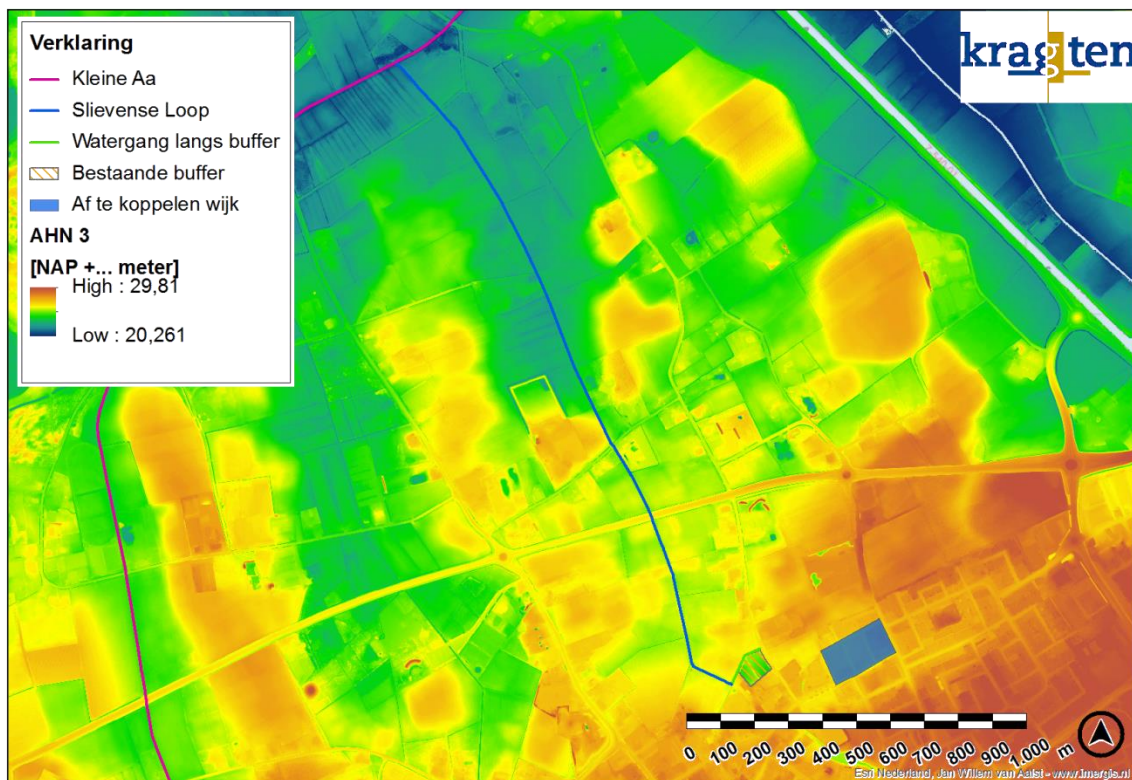 Verklaring
Kleine Aa
Slievense Loop
Watergang langs buffer
Bestaande buffer
Af te koppelen wijk
AHN 3
[NAP +... meter]
High : 29,81
Low : 20,261
kragten
0 100 200 300 400 500 600 700 800 900 1.000 m
Esri Nederland, Jan Willem van Aalst - www.imergis.nl